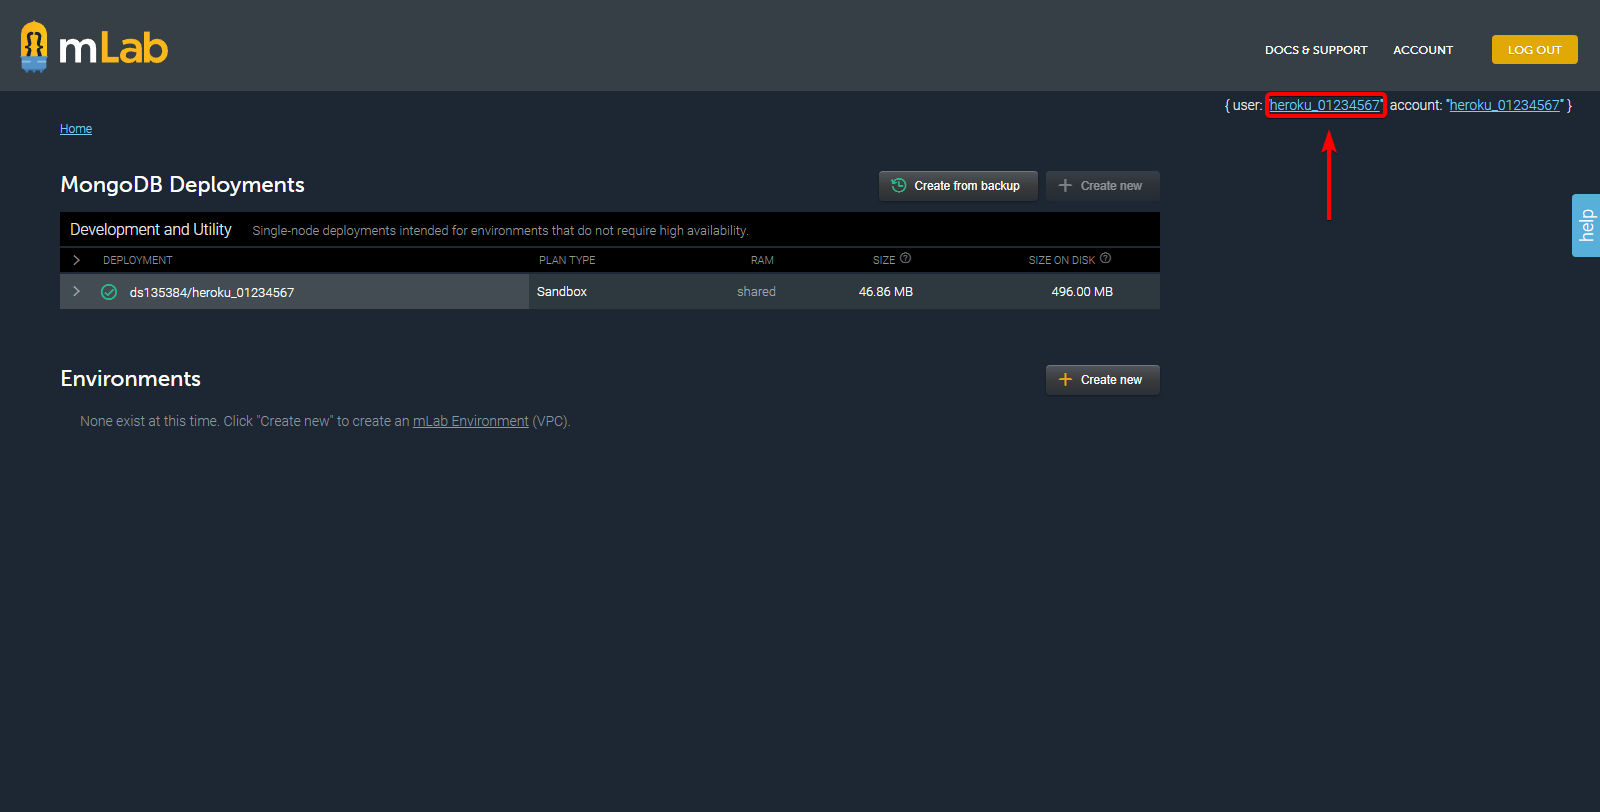 mLab
DOCS & SUPPORT ACCOUNT LOG OUT
{ user: "heroku_01234567" account: "heroku_01234567" }
Home
help
MongoDB Deployments
Create from backup
Create new
Development and Utility Single-node deployments intended for environments that do not require high availability.
DEPLOYMENT PLAN TYPE RAM SIZE SIZE ON DISK
ds135384/heroku_01234567 Sandbox shared 46.86 MB 496.00 MB
Environments
Create new
None exist at this time. Click "Create new" to create an mLab Environment (VPC).